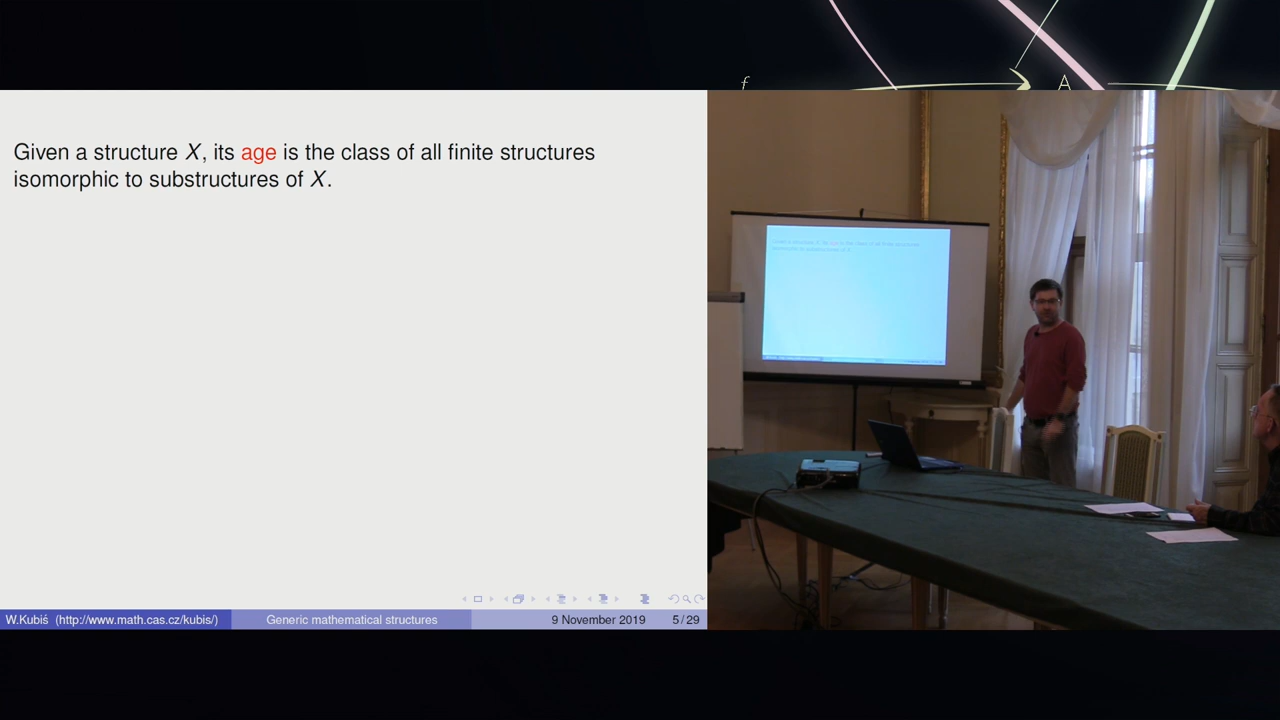 f
A
Given a structure X, its age is the class of all finite structures
isomorphic to substructures of X.
W.Kubiś (http://www.math.cas.cz/kubis/) Generic mathematical structures 9 November 2019 5 / 29